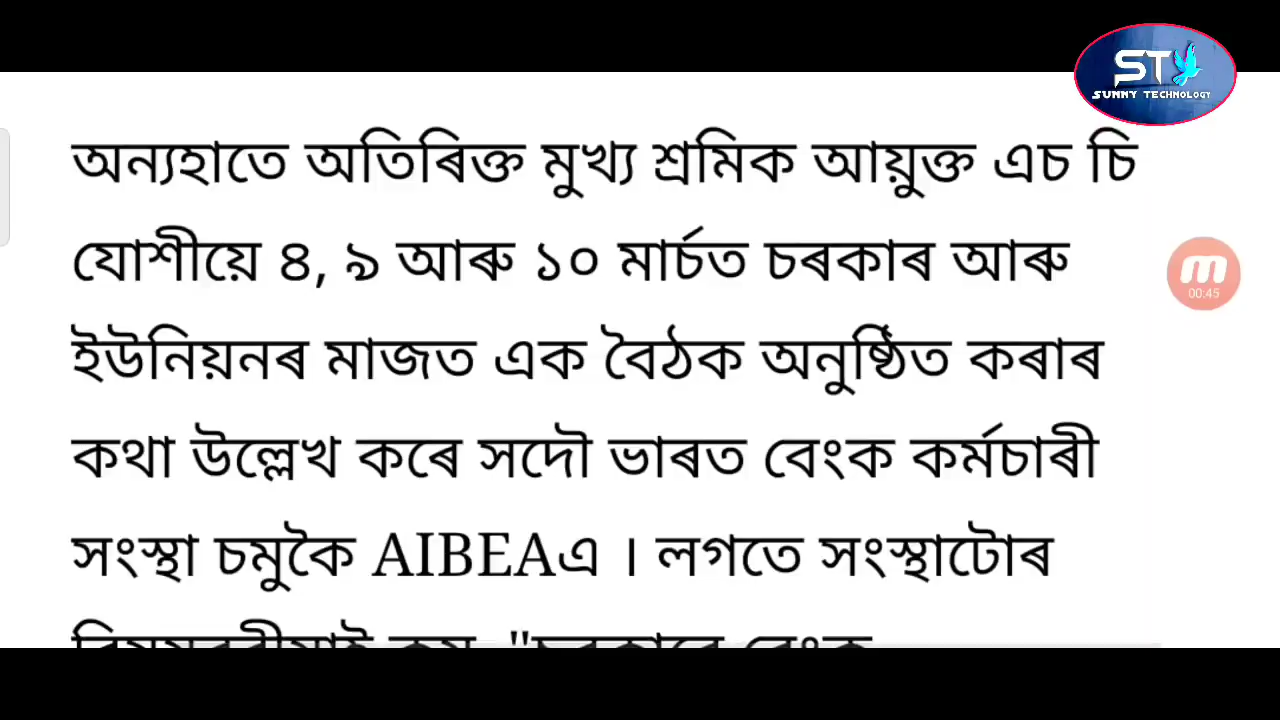 ST
SUNNY TECHNOLOGY
অন্যহাতে অতিৰিক্ত মুখ্য শ্ৰমিক আয়ুক্ত এচ চি
যোশীয়ে ৪, ৯ আৰু ১০ মাৰ্চত চৰকাৰ আৰু
00:45
ইউনিয়নৰ মাজত এক বৈঠক অনুষ্ঠিত কৰাৰ
কথা উল্লেখ কৰে সদৌ ভাৰত বেংক কৰ্মচাৰী
সংস্থা চমুকৈ AIBEAএ । লগতে সংস্থাটোৰ